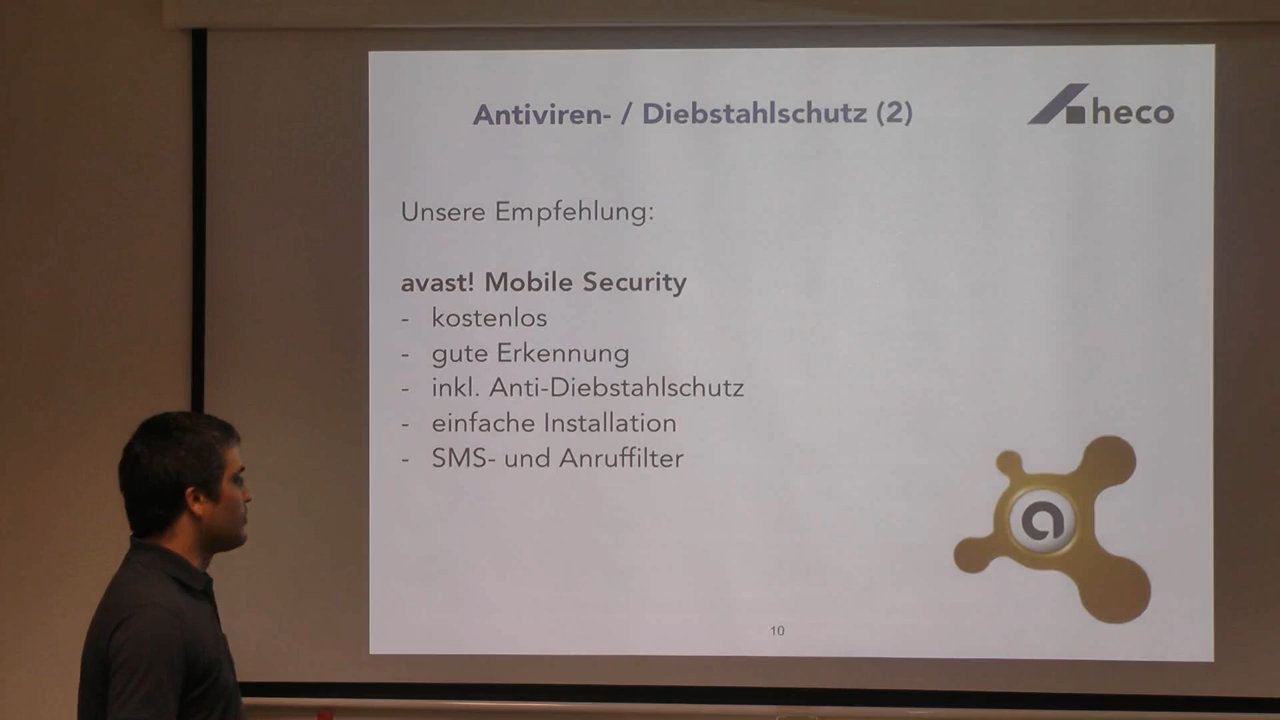 Antiviren- / Diebstahlschutz (2)
heco
Unsere Empfehlung:
avast! Mobile Security
- kostenlos
- gute Erkennung
- inkl. Anti-Diebstahlschutz
- einfache Installation
- SMS- und Anruffilter
a
10